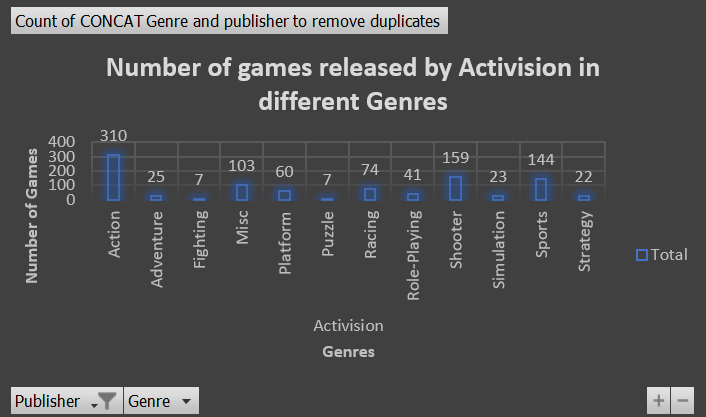 Count of CONCAT Genre and publisher to remove duplicates
Number of games released by Activision in
different Genres
Number of Games
400
300
200
100
0
310
25
7
103
60
7
74
41
159
23
144
22
Action
Adventure
Fighting
Misc
Platform
Puzzle
Racing
Role-Playing
Shooter
Simulation
Sports
Strategy
Total
Activision
Genres
Publisher
Genre
+
−